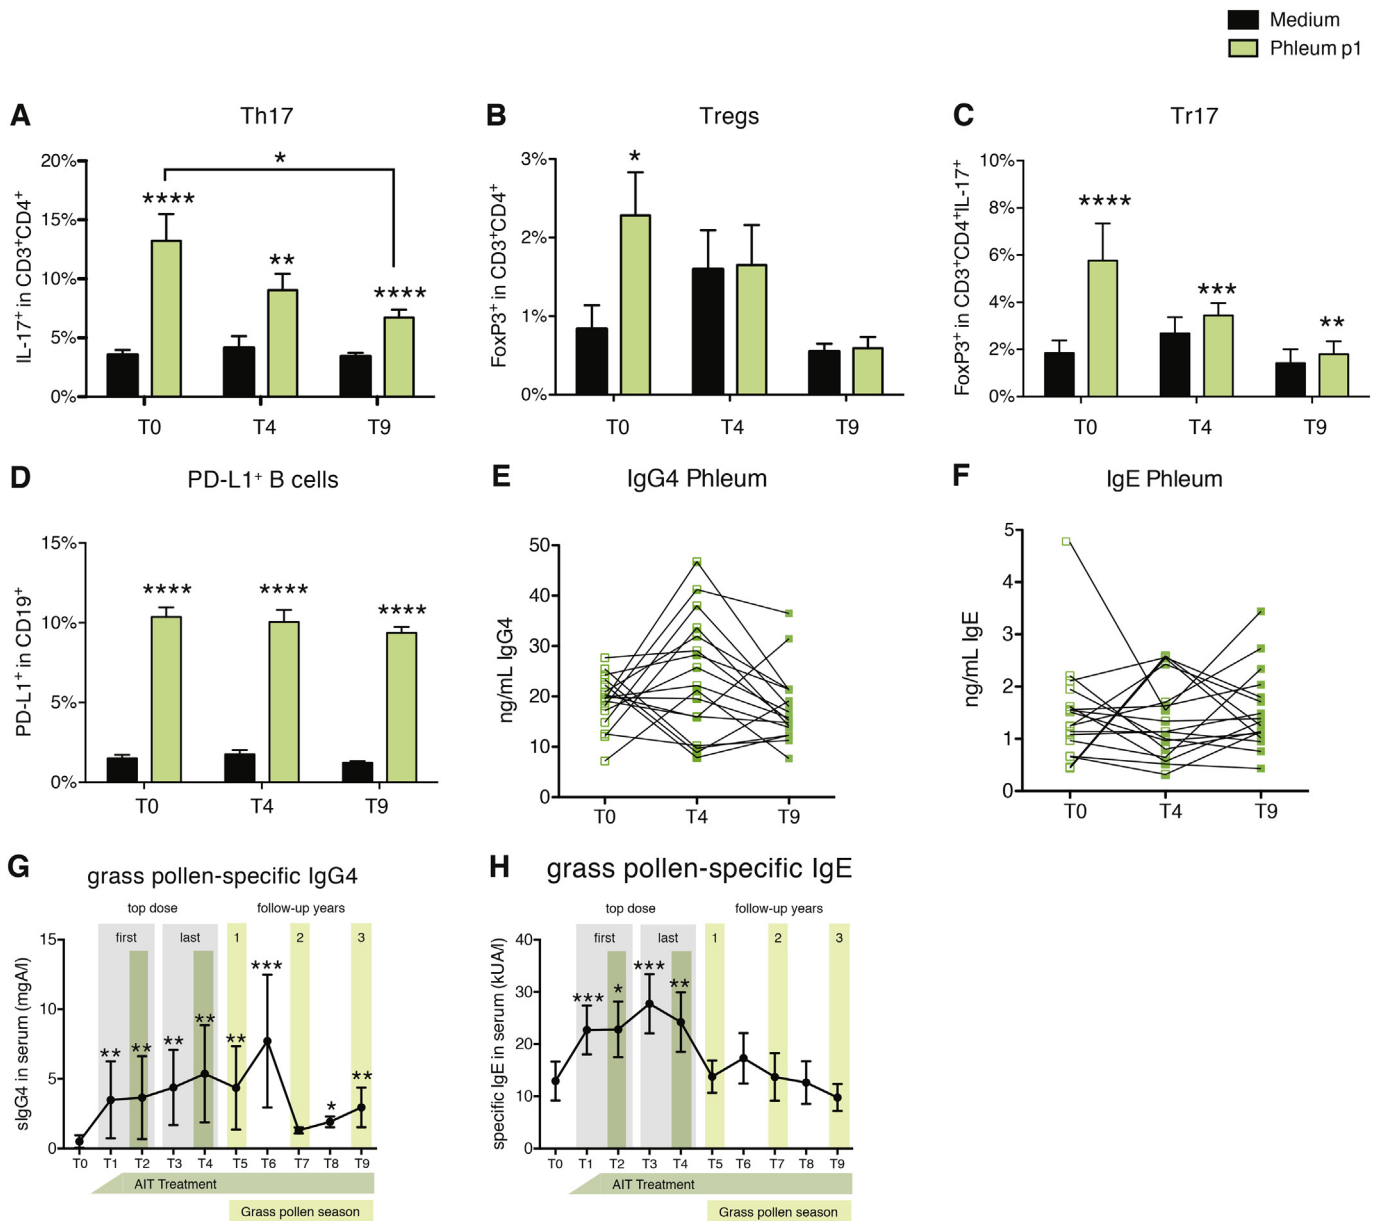 Medium
Phleum p1
A
Th17
IL-17+ in CD3+CD4+
20%
15%
10%
5%
0%
*
****
**
****
T0
T4
T9
B
Tregs
FoxP3+ in CD3+CD4+
3%
2%
1%
0%
*
T0
T4
T9
C
Tr17
FoxP3+ in CD3+CD4+IL-17+
10%
8%
6%
4%
2%
0%
****
***
**
T0
T4
T9
D
PD-L1+ B cells
PD-L1+ in CD19+
15%
10%
5%
0%
****
****
****
T0
T4
T9
E
IgG4 Phleum
ng/mL IgG4
50
40
30
20
10
0
T0
T4
T9
F
IgE Phleum
ng/mL IgE
5
4
3
2
1
0
T0
T4
T9
G
grass pollen-specific IgG4
top dose
follow-up years
first
last
1
2
3
sIgG4 in serum (mgA/l)
15
10
5
0
**
**
**
**
**
***
*
**
T0 T1 T2 T3 T4 T5 T6 T7 T8 T9
AIT Treatment
Grass pollen season
H
grass pollen-specific IgE
top dose
follow-up years
first
last
1
2
3
specific IgE in serum (kUA/l)
40
30
20
10
0
***
*
***
**
T0 T1 T2 T3 T4 T5 T6 T7 T8 T9
AIT Treatment
Grass pollen season